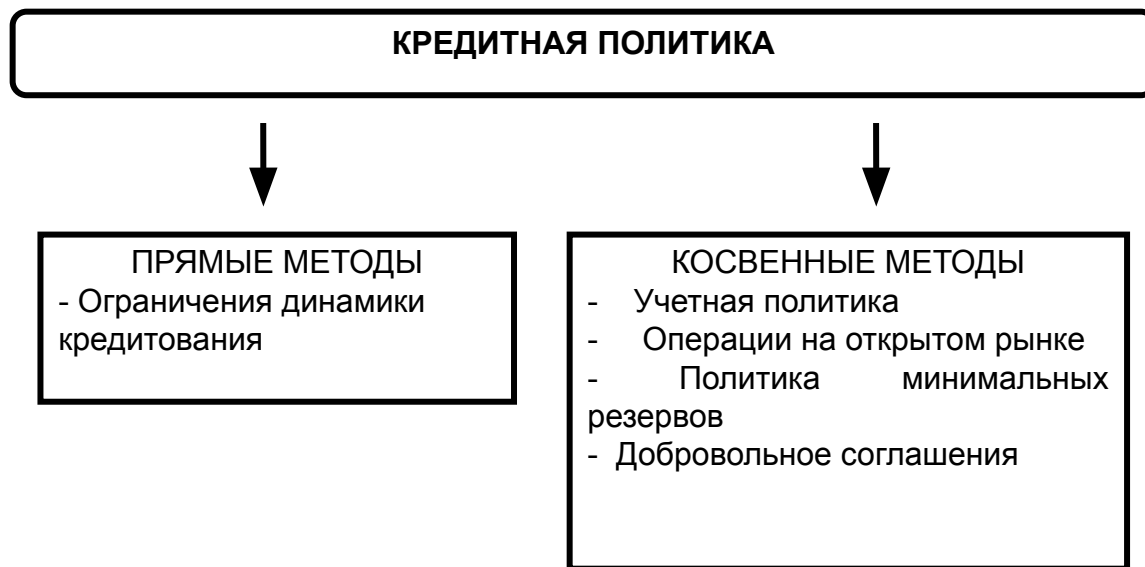 КРЕДИТНАЯ ПОЛИТИКА
ПРЯМЫЕ МЕТОДЫ
- Ограничения динамики
кредитования
КОСВЕННЫЕ МЕТОДЫ
- Учетная политика
- Операции на открытом рынке
- Политика минимальных
резервов
- Добровольное соглашения